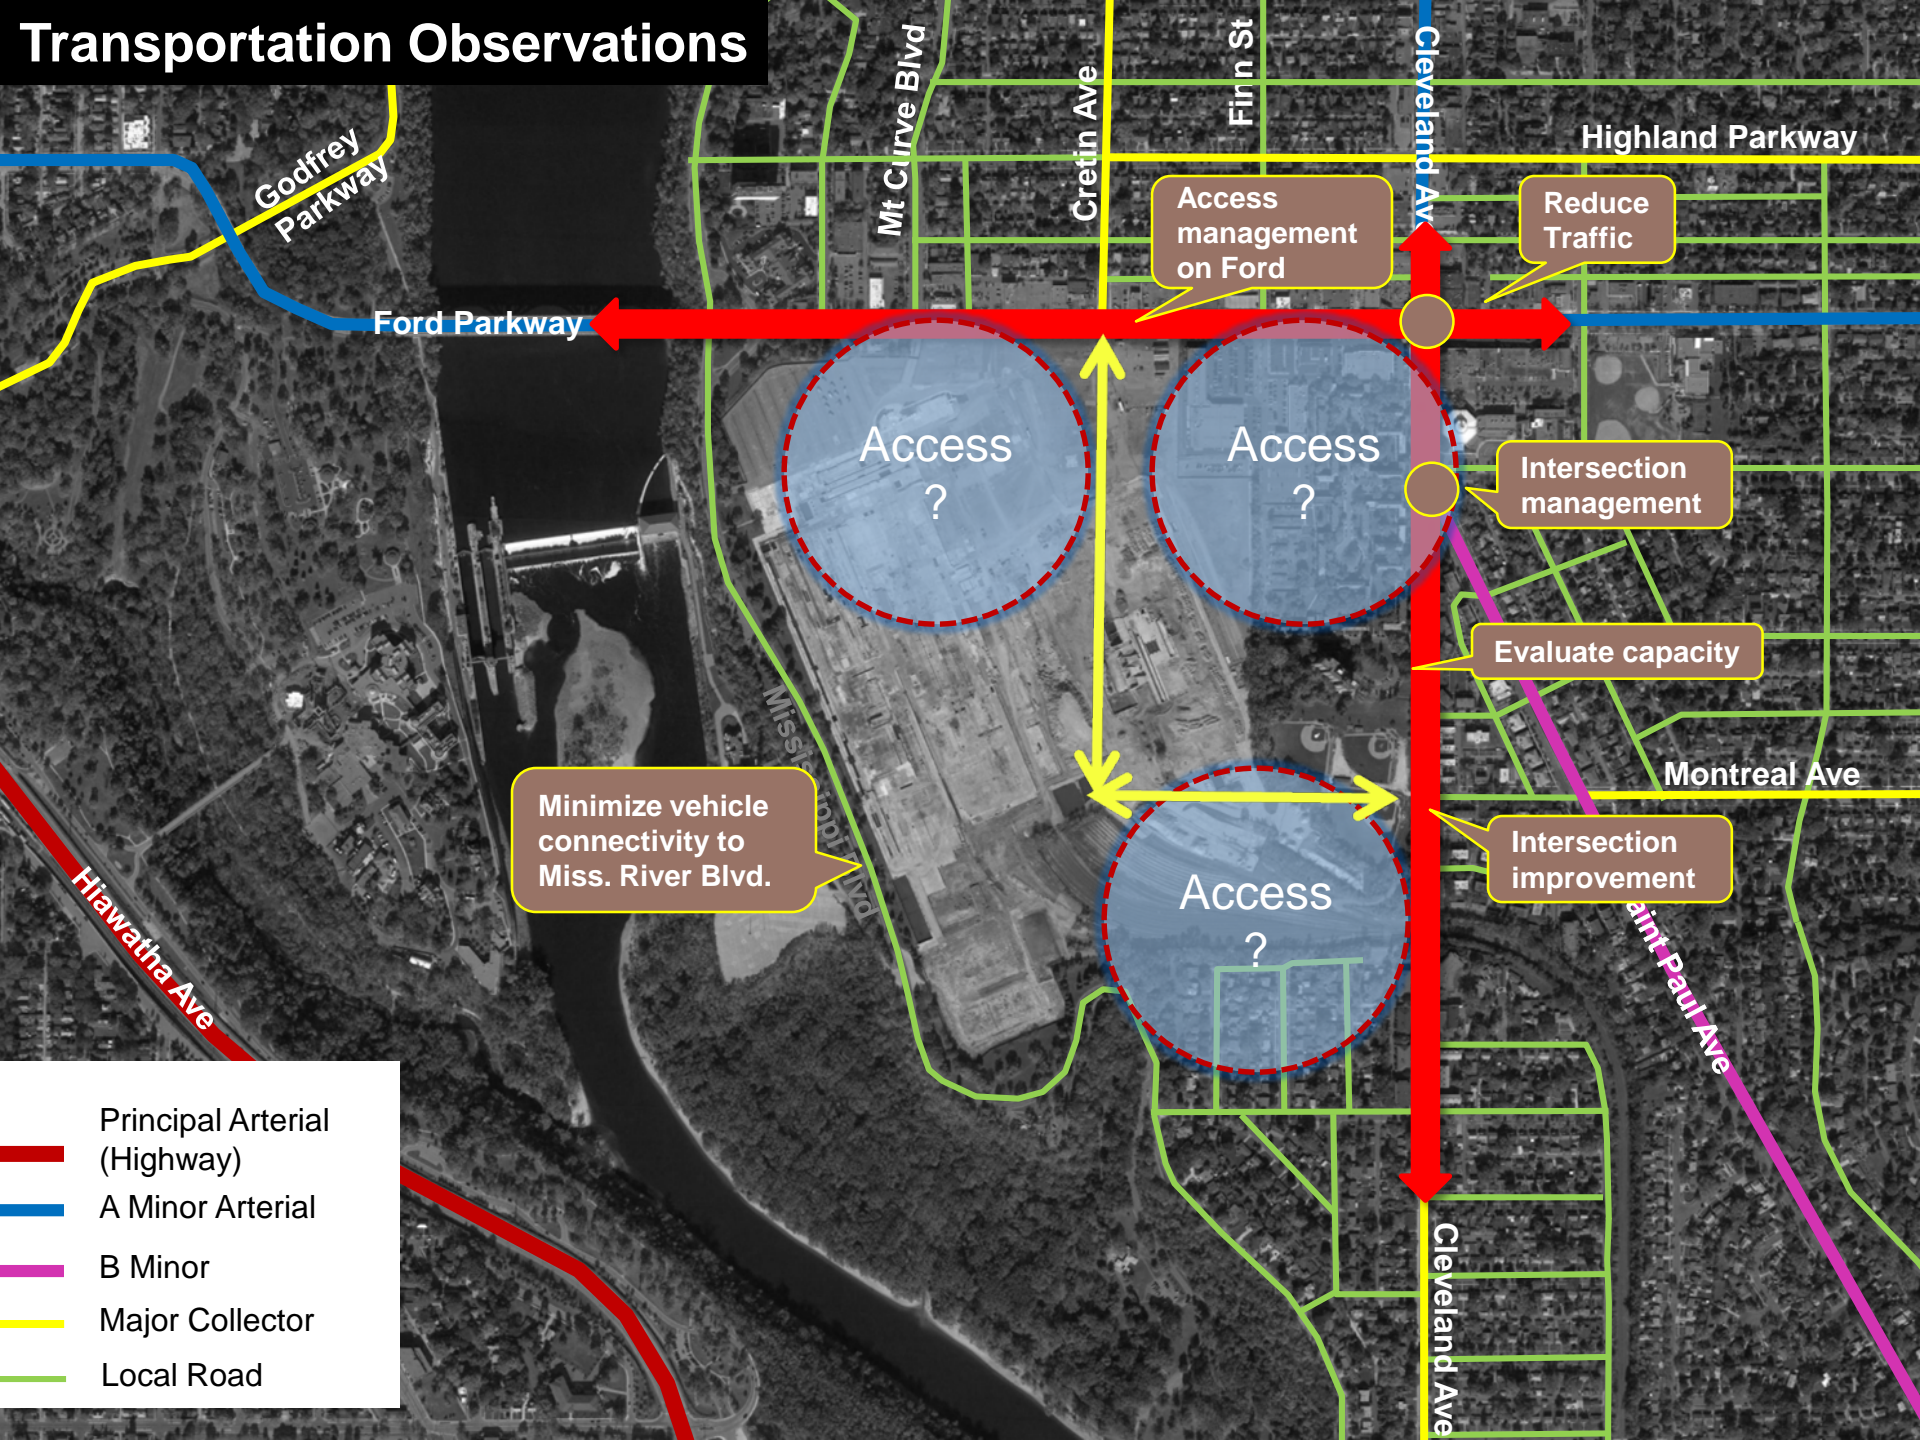 Transportation Observations
Mt Curve Blvd
Cretin Ave
Finn St
Cleveland Av
Highland Parkway
Godfrey
Parkway
Access
management
on Ford
Reduce
Traffic
Ford Parkway
Access
?
Access
?
Intersection
management
Evaluate capacity
Montreal Ave
Minimize vehicle
connectivity to
Miss. River Blvd.
Intersection
improvement
Access
?
aint Paul Ave
Hiawatha Ave
Cleveland Ave
Principal Arterial
(Highway)
A Minor Arterial
B Minor
Major Collector
Local Road